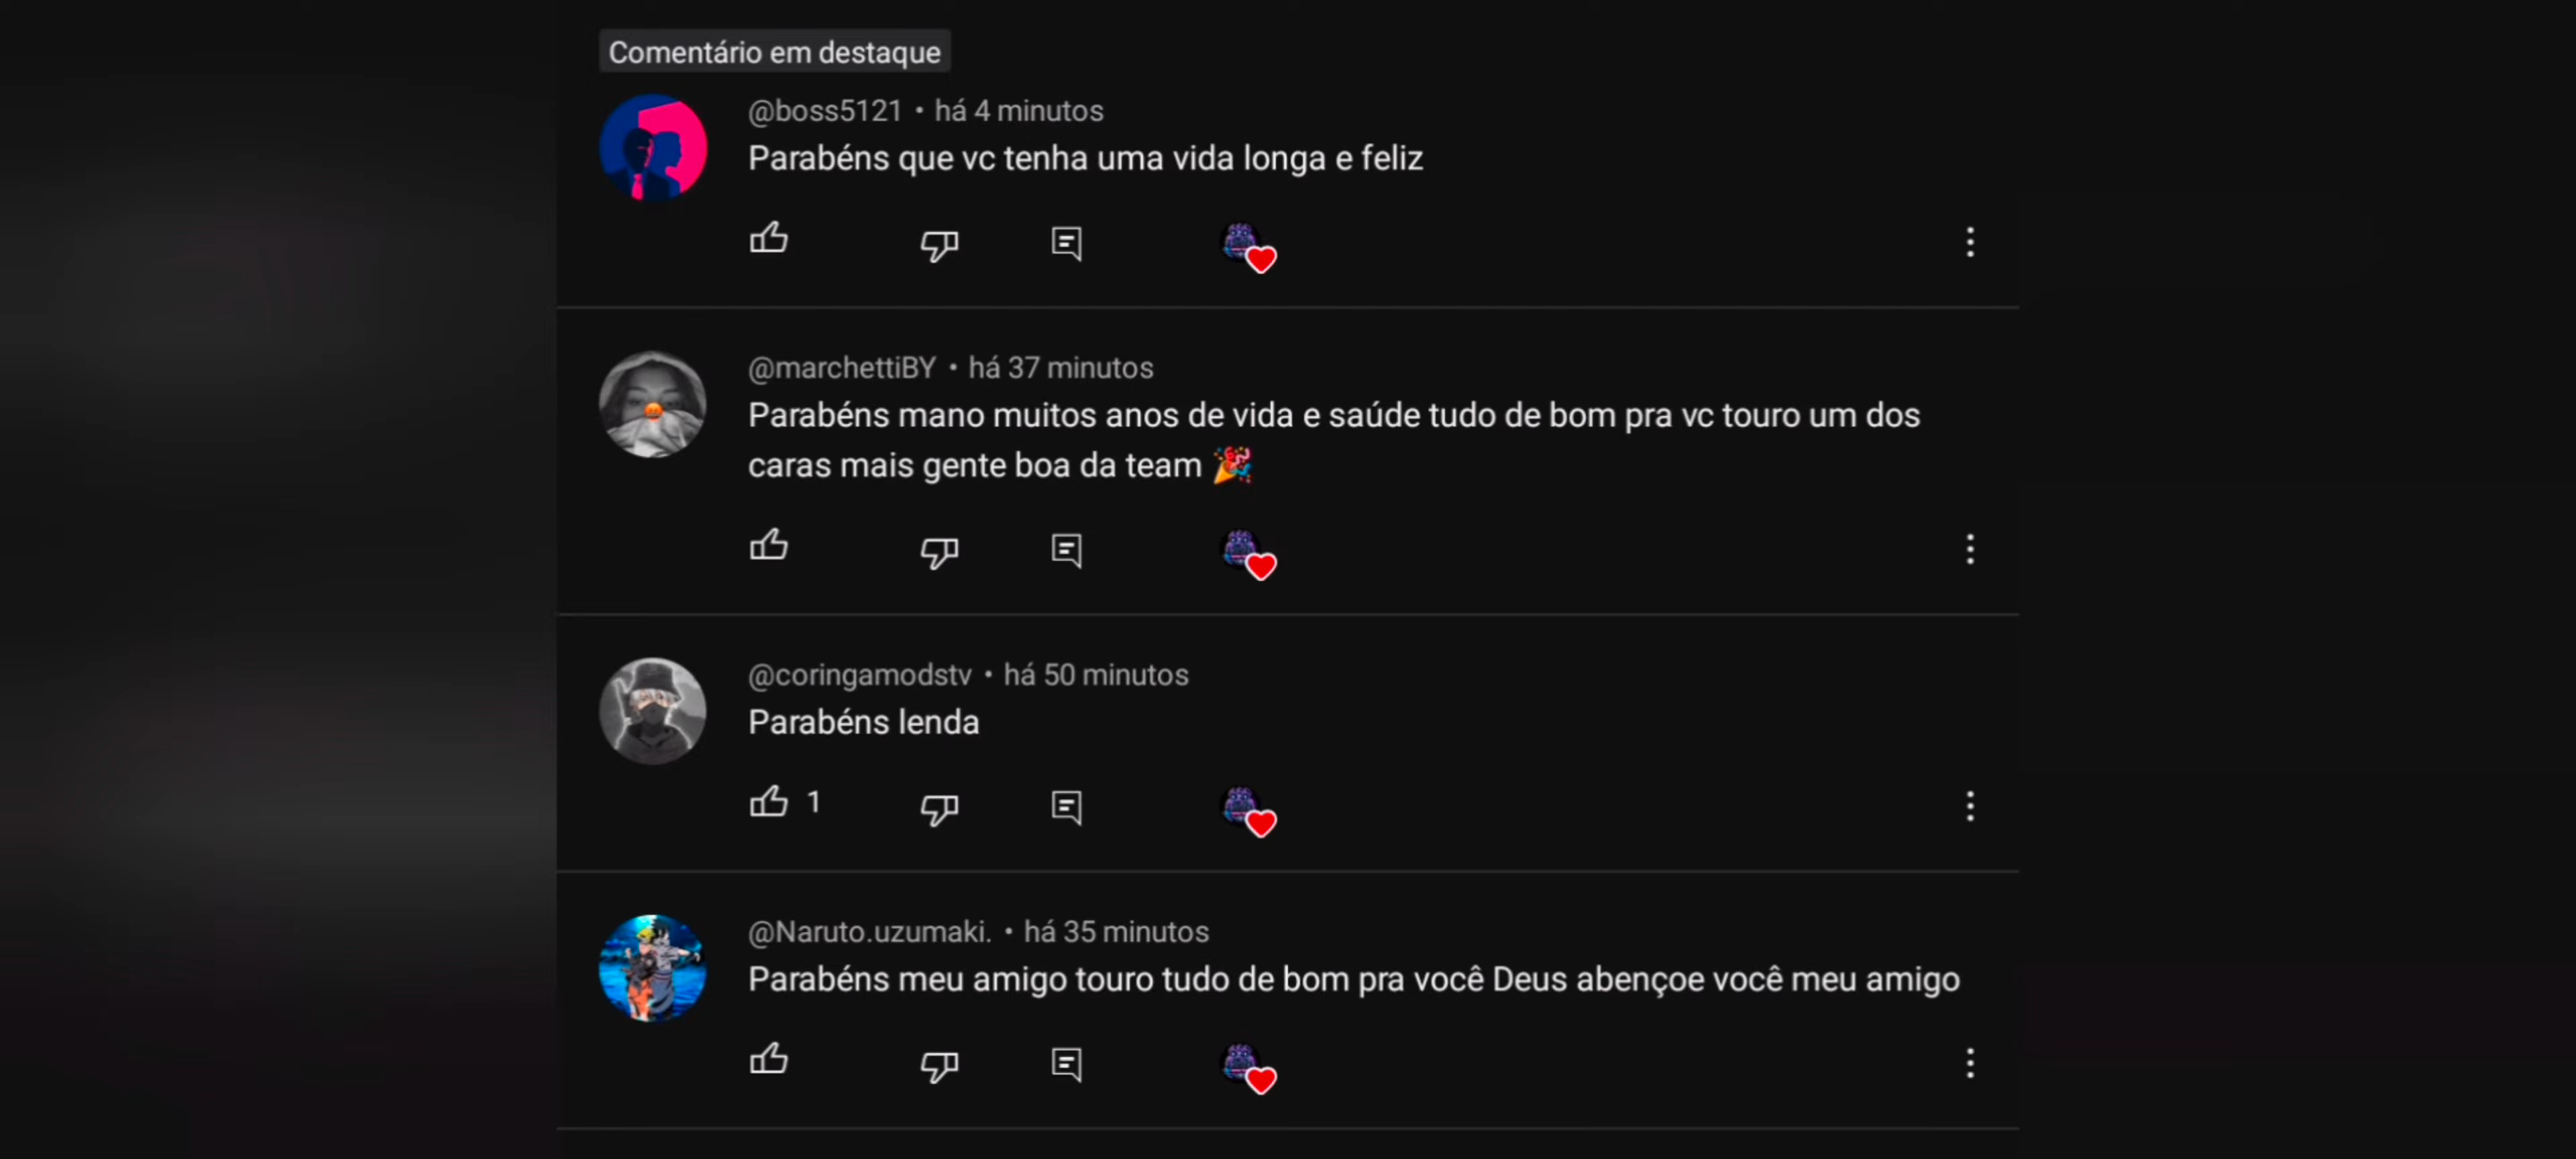 Comentário em destaque
@boss5121 • há 4 minutos
Parabéns que vc tenha uma vida longa e feliz
@marchettiBY • há 37 minutos
Parabéns mano muitos anos de vida e saúde tudo de bom pra vc touro um dos
caras mais gente boa da team 🎉
@coringamodstv • há 50 minutos
Parabéns lenda
1
@Naruto.uzumaki. • há 35 minutos
Parabéns meu amigo touro tudo de bom pra você Deus abençoe você meu amigo